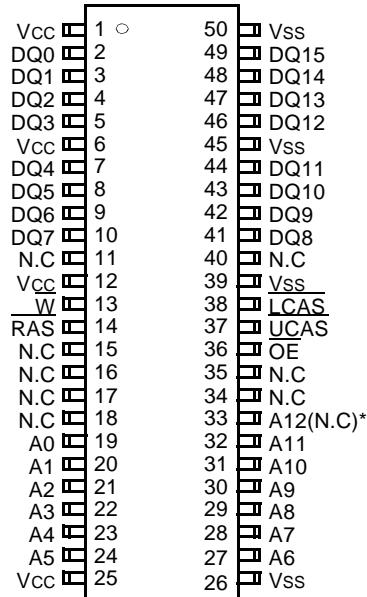 Vcc 1 50 Vss
DQ0 2 49 DQ15
DQ1 3 48 DQ14
DQ2 4 47 DQ13
DQ3 5 46 DQ12
Vcc 6 45 Vss
DQ4 7 44 DQ11
DQ5 8 43 DQ10
DQ6 9 42 DQ9
DQ7 10 41 DQ8
N.C 11 40 N.C
Vcc 12 39 Vss
W 13 38 LCAS
RAS 14 37 UCAS
N.C 15 36 OE
N.C 16 35 N.C
N.C 17 34 N.C
N.C 18 33 A12(N.C)*
A0 19 32 A11
A1 20 31 A10
A2 21 30 A9
A3 22 29 A8
A4 23 28 A7
A5 24 27 A6
Vcc 25 26 Vss